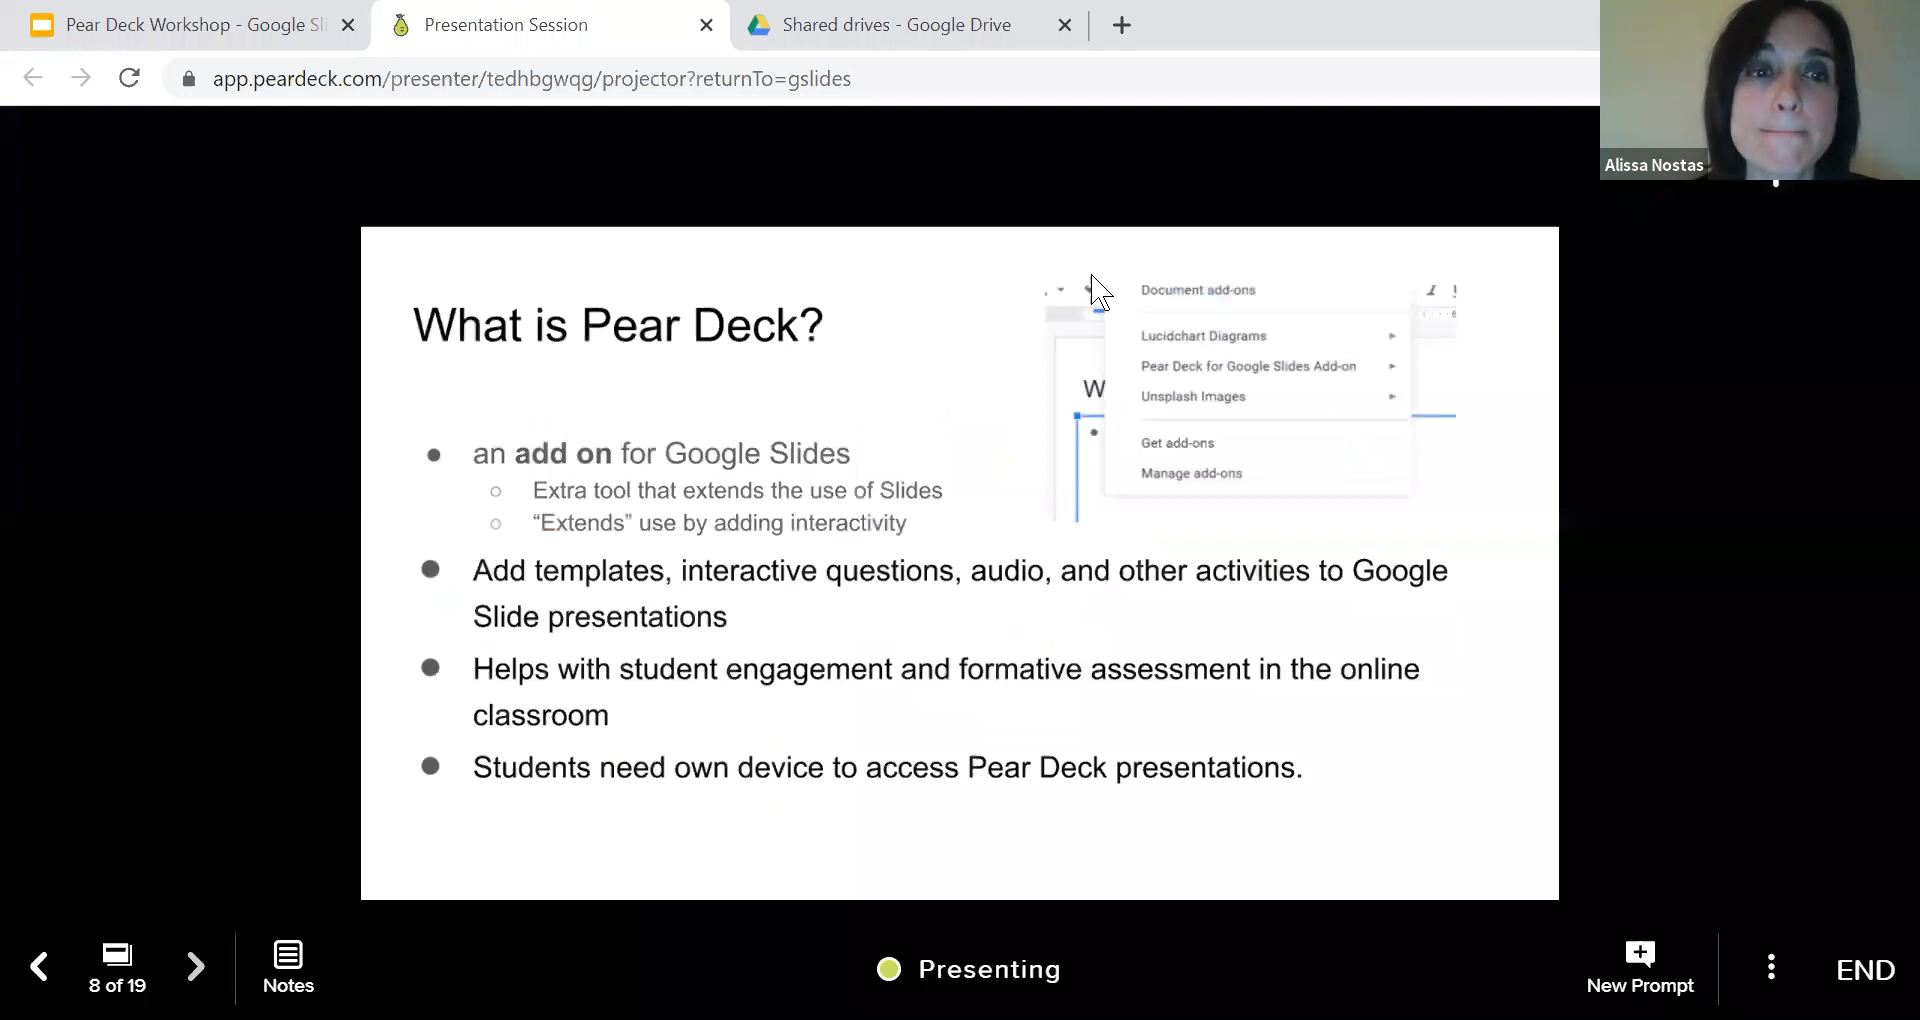 Pear Deck Workshop - Google Sli
Presentation Session
Shared drives - Google Drive
app.peardeck.com/presenter/tedhbgwqg/projector?returnTo=gslides
Alissa Nostas
What is Pear Deck?
Document add-ons
Lucidchart Diagrams
Pear Deck for Google Slides Add-on
Unsplash Images
Get add-ons
Manage add-ons
W
I
• an add on for Google Slides
○ Extra tool that extends the use of Slides
○ “Extends” use by adding interactivity
• Add templates, interactive questions, audio, and other activities to Google
Slide presentations
• Helps with student engagement and formative assessment in the online
classroom
• Students need own device to access Pear Deck presentations.
8 of 19
Notes
Presenting
New Prompt
END